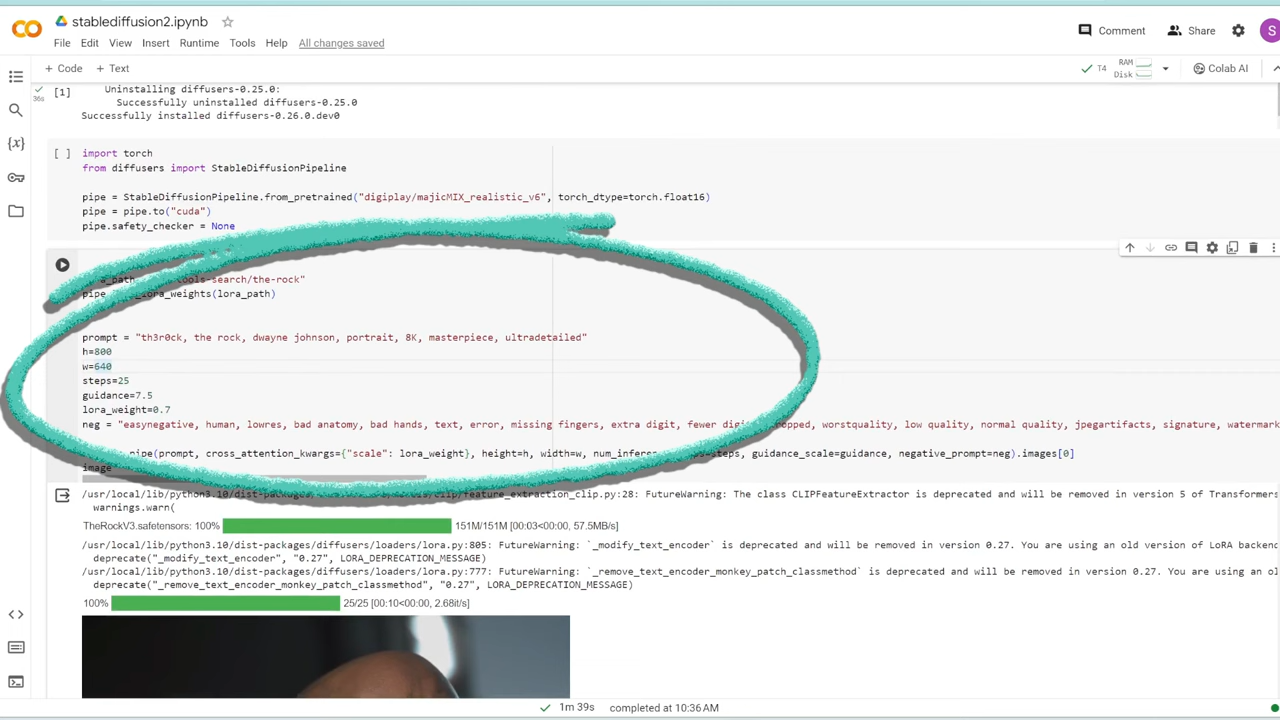 stablediffusion2.ipynb
File Edit View Insert Runtime Tools Help All changes saved
Comment Share S
+ Code + Text
T4 RAM Disk Colab AI
[1] Uninstalling diffusers-0.25.0:
36s
Successfully uninstalled diffusers-0.25.0
Successfully installed diffusers-0.26.0.dev0
[ ] import torch
from diffusers import StableDiffusionPipeline
pipe = StableDiffusionPipeline.from_pretrained("digiplay/majicMIX_realistic_v6", torch_dtype=torch.float16)
pipe = pipe.to("cuda")
pipe.safety_checker = None
ols-search/the-rock"
pipe _weights(lora_path)
prompt = "th3r0ck, the rock, dwayne johnson, portrait, 8K, masterpiece, ultradetailed"
h=800
w=640
steps=25
guidance=7.5
lora_weight=0.7
neg = "easynegative, human, lowres, bad anatomy, bad hands, text, error, missing fingers, extra digit, fewer digi opped, worstquality, low quality, normal quality, jpegartifacts, signature, watermark
pipe(prompt, cross_attention_kwargs={"scale": lora_weight}, height=h, width=w, num_infere steps, guidance_scale=guidance, negative_prompt=neg).images[0]
image
/usr/local/lib/python3.10/dist-packages/ /clip/feature_extraction_clip.py:28: FutureWarning: The class CLIPFeatureExtractor is deprecated and will be removed in version 5 of Transformers
warnings.warn(
TheRockV3.safetensors: 100% 151M/151M [00:03<00:00, 57.5MB/s]
/usr/local/lib/python3.10/dist-packages/diffusers/loaders/lora.py:805: FutureWarning: `_modify_text_encoder` is deprecated and will be removed in version 0.27. You are using an old version of LoRA backend
deprecate("_modify_text_encoder", "0.27", LORA_DEPRECATION_MESSAGE)
/usr/local/lib/python3.10/dist-packages/diffusers/loaders/lora.py:777: FutureWarning: `_remove_text_encoder_monkey_patch_classmethod` is deprecated and will be removed in version 0.27. You are using an ol
deprecate("_remove_text_encoder_monkey_patch_classmethod", "0.27", LORA_DEPRECATION_MESSAGE)
100% 25/25 [00:10<00:00, 2.68it/s]
1m 39s completed at 10:36 AM